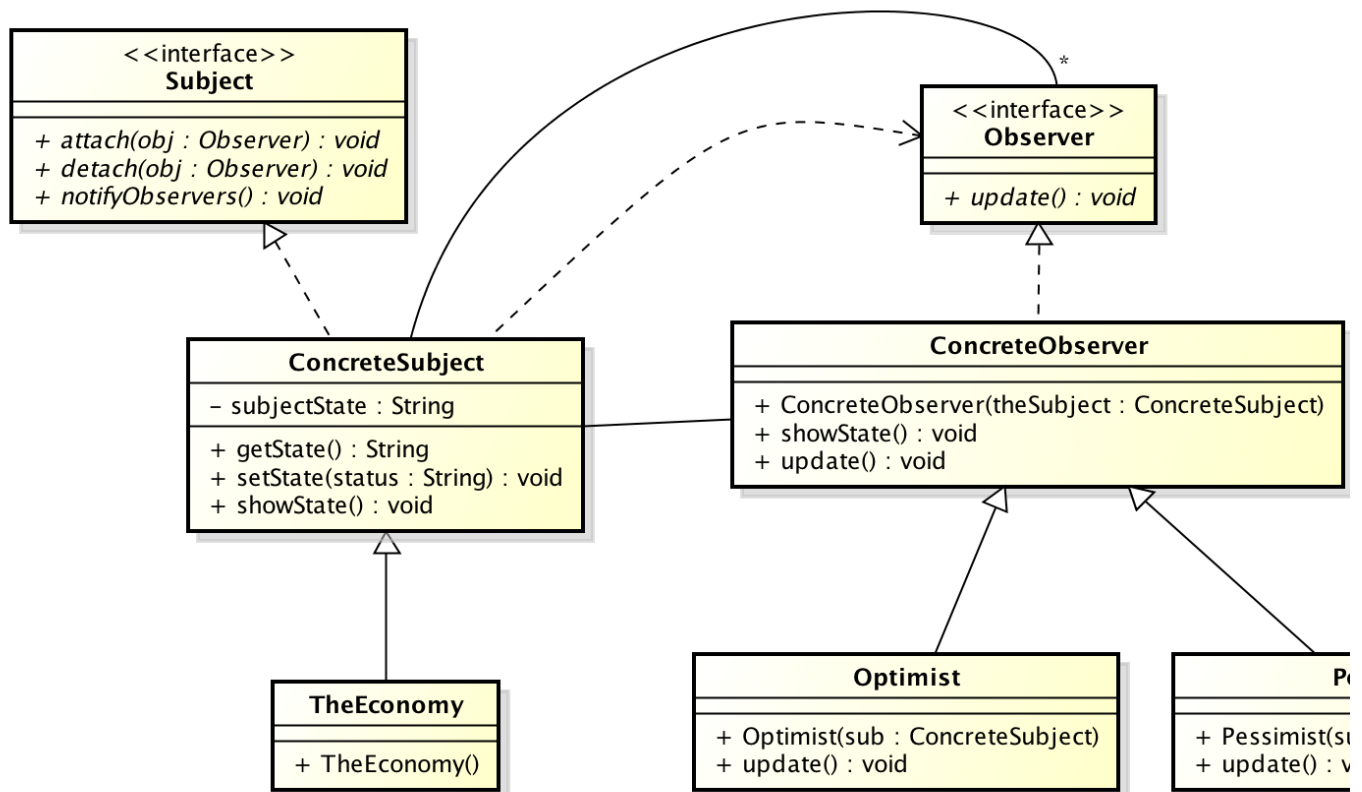 <<interface>>
Subject
+ attach(obj : Observer) : void
+ detach(obj : Observer) : void
+ notifyObservers() : void
*
<<interface>>
Observer
+ update() : void
ConcreteSubject
– subjectState : String
+ getState() : String
+ setState(status : String) : void
+ showState() : void
ConcreteObserver
+ ConcreteObserver(theSubject : ConcreteSubject)
+ showState() : void
+ update() : void
TheEconomy
+ TheEconomy()
Optimist
+ Optimist(sub : ConcreteSubject)
+ update() : void
+ Pessimist(
+ update() :